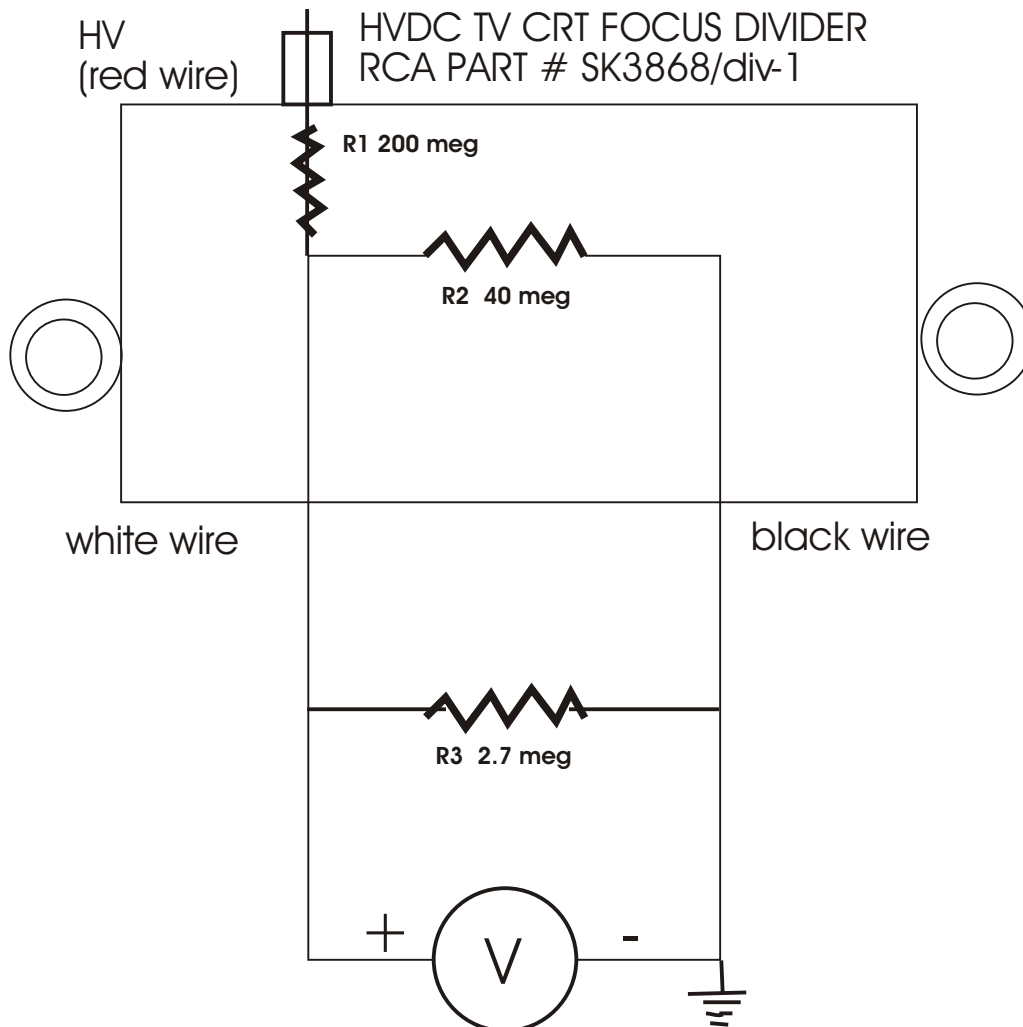 HV
(red wire)
HVDC TV CRT FOCUS DIVIDER
RCA PART # SK3868/div-1
R1 200 meg
R2 40 meg
white wire
black wire
R3 2.7 meg
+
-
V